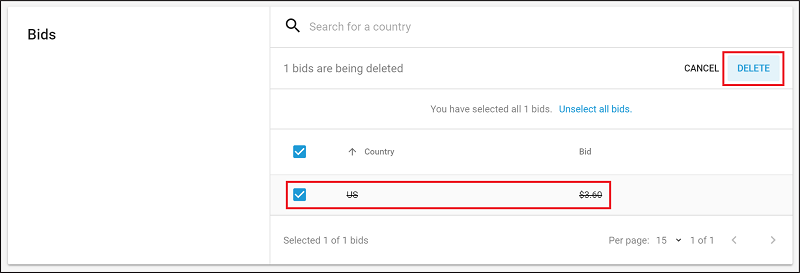 Bids
Search for a country
1 bids are being deleted CANCEL DELETE
You have selected all 1 bids. Unselect all bids.
Country Bid
US $3.60
Selected 1 of 1 bids Per page: 15 1 of 1